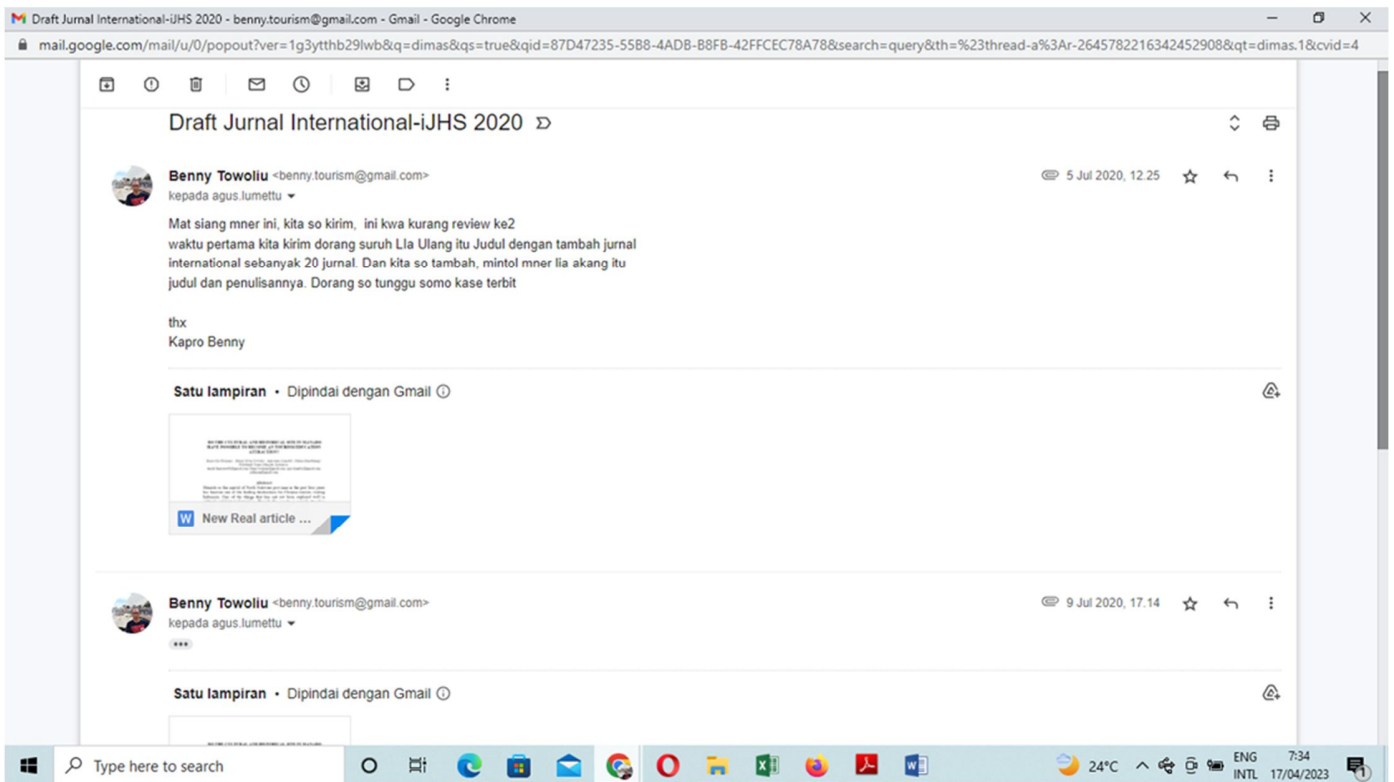 Draft Jurnal International-iJHS 2020 - benny.tourism@gmail.com - Gmail - Google Chrome
mail.google.com/mail/u/0/popout?ver=1g3ytthb29lwb&q=dimas&qs=true&qid=87D47235-55B8-4ADB-B8FB-42FFCEC78A78&search=query&th=%23thread-a%3Ar-2645782216342452908&qt=dimas.1&cvid=4
Draft Jurnal International-iJHS 2020
Benny Towoliu <benny.tourism@gmail.com>
5 Jul 2020, 12.25
kepada agus.lumettu
Mat siang mner ini, kita so kirim, ini kwa kurang review ke2
waktu pertama kita kirim dorang suruh LIa Ulang itu Judul dengan tambah jurnal
international sebanyak 20 jurnal. Dan kita so tambah, mintol mner lia akang itu
judul dan penulisannya. Dorang so tunggu somo kase terbit
thx
Kapro Benny
Satu lampiran • Dipindai dengan Gmail
W New Real article ...
Benny Towoliu <benny.tourism@gmail.com>
9 Jul 2020, 17.14
kepada agus.lumettu
Satu lampiran • Dipindai dengan Gmail
Type here to search
24°C
ENG
INTL
7:34
17/04/2023